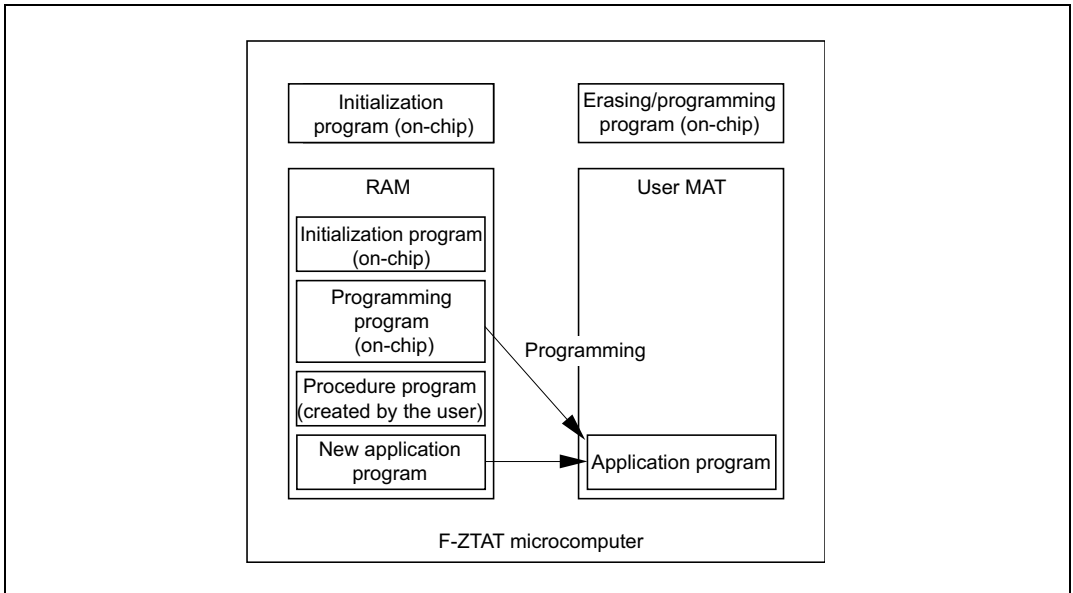 Initialization
program (on-chip)
Erasing/programming
program (on-chip)
RAM
Initialization program
(on-chip)
Programming
program
(on-chip)
Procedure program
(created by the user)
New application
program
Programming
User MAT
Application program
F-ZTAT microcomputer